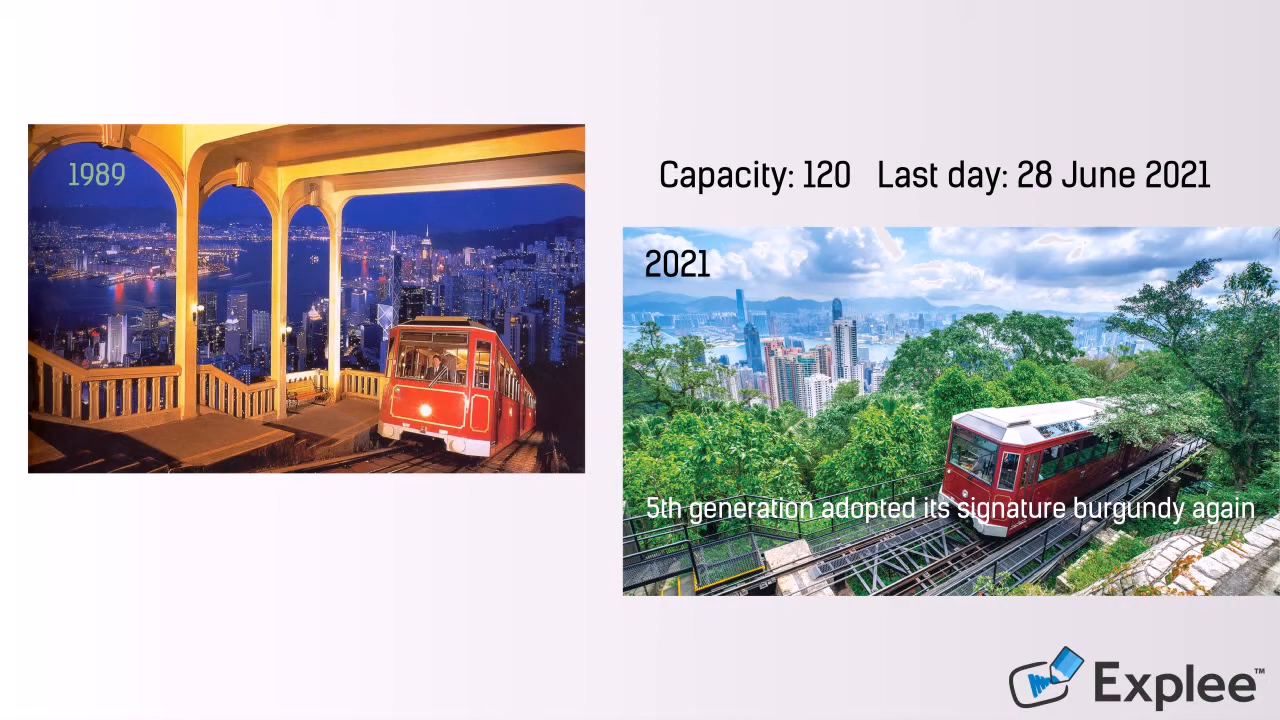 1989
Capacity: 120   Last day: 28 June 2021
2021
5th generation adopted its signature burgundy again
Explee™